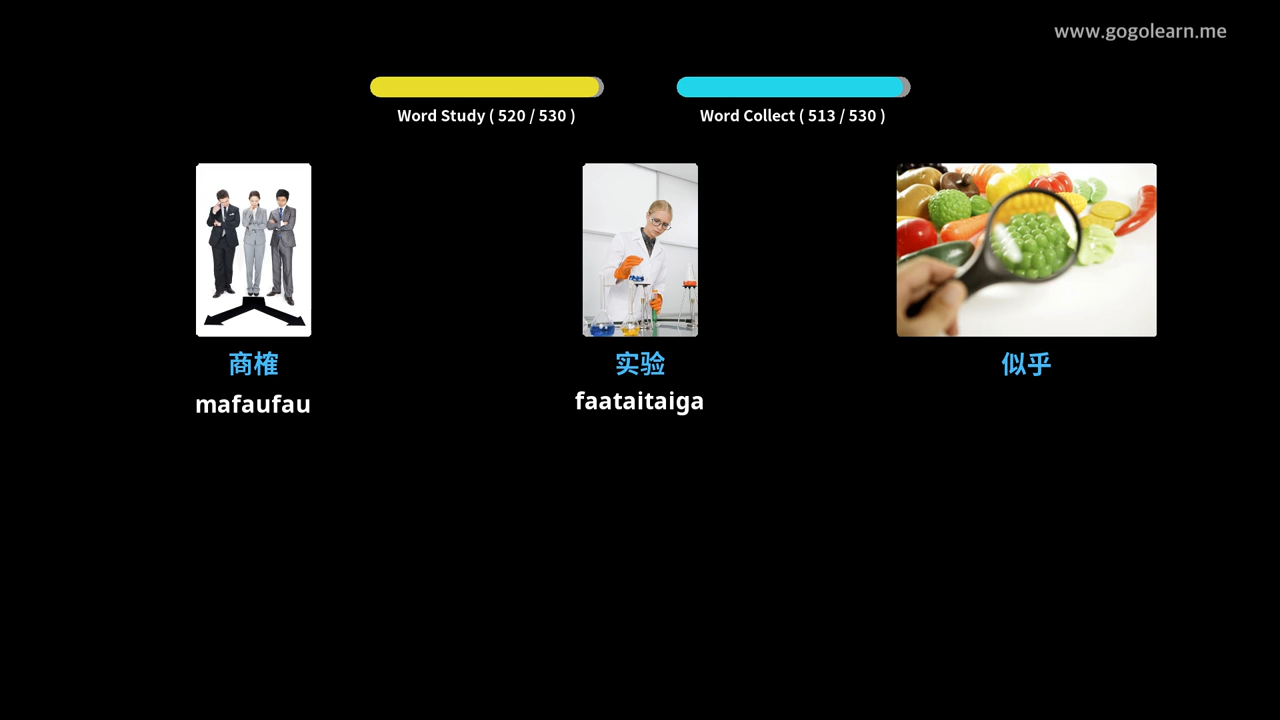 www.gogolearn.me
Word Study ( 520 / 530 )
Word Collect ( 513 / 530 )
商榷
实验
似乎
mafaufau
faataitaiga